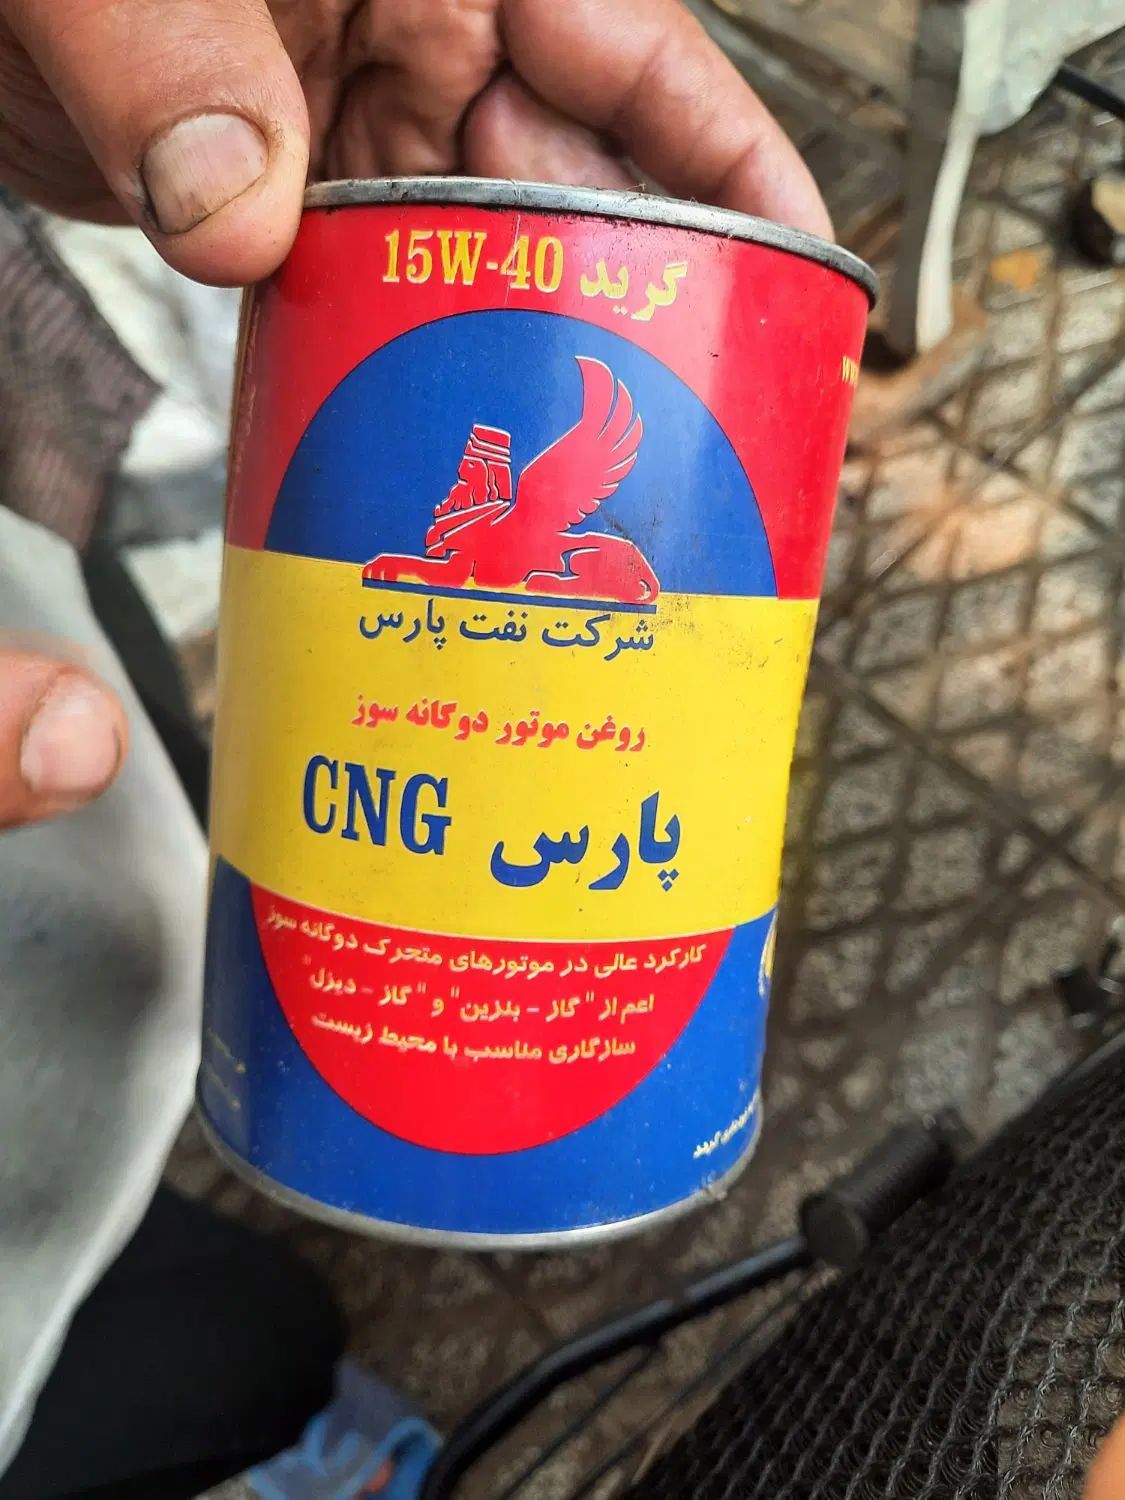 گرید 15W-40
شرکت نفت پارس
روغن موتور دوگانه سوز
پارس CNG
کارکرد عالی در موتورهای متحرک دوگانه سوز
اعم از " گاز - بنزین" و " گاز - دیزل"
سازگاری مناسب با محیط زیست